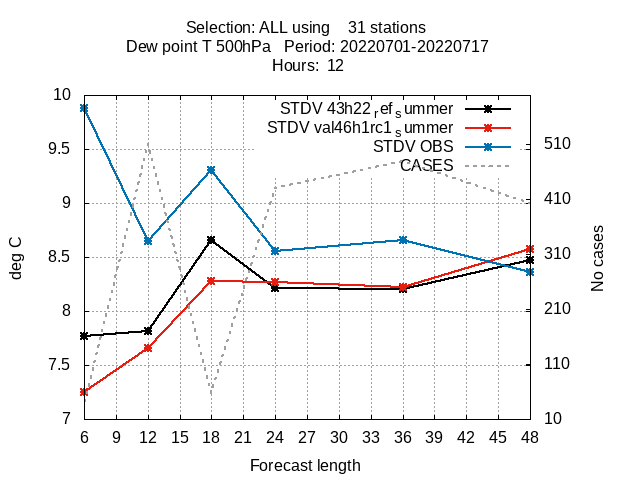 Selection: ALL using    31 stations
Dew point T 500hPa   Period: 20220701-20220717
Hours:  12
STDV 43h22_ref_summer
STDV val46h1rc1_summer
STDV OBS
CASES
10
9.5
9
8.5
8
7.5
7
510
410
310
210
110
10
deg C
No cases
6 9 12 15 18 21 24 27 30 33 36 39 42 45 48
Forecast length